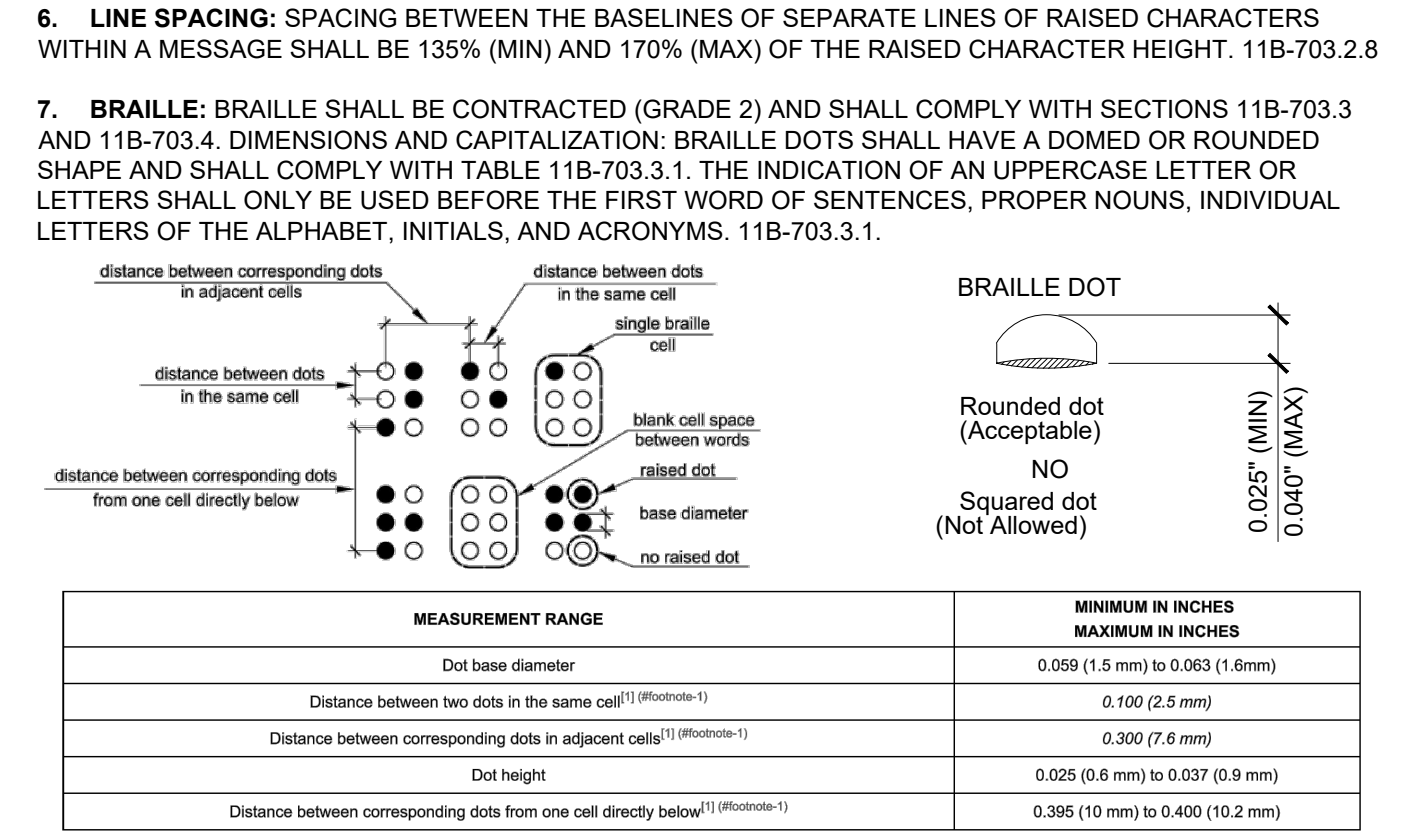 6. LINE SPACING: SPACING BETWEEN THE BASELINES OF SEPARATE LINES OF RAISED CHARACTERS
WITHIN A MESSAGE SHALL BE 135% (MIN) AND 170% (MAX) OF THE RAISED CHARACTER HEIGHT. 11B-703.2.8
7. BRAILLE: BRAILLE SHALL BE CONTRACTED (GRADE 2) AND SHALL COMPLY WITH SECTIONS 11B-703.3
AND 11B-703.4. DIMENSIONS AND CAPITALIZATION: BRAILLE DOTS SHALL HAVE A DOMED OR ROUNDED
SHAPE AND SHALL COMPLY WITH TABLE 11B-703.3.1. THE INDICATION OF AN UPPERCASE LETTER OR
LETTERS SHALL ONLY BE USED BEFORE THE FIRST WORD OF SENTENCES, PROPER NOUNS, INDIVIDUAL
LETTERS OF THE ALPHABET, INITIALS, AND ACRONYMS. 11B-703.3.1.
distance between corresponding dots
in adjacent cells
distance between dots
in the same cell
single braille
cell
distance between dots
in the same cell
blank cell space
between words
raised dot
distance between corresponding dots
from one cell directly below
base diameter
no raised dot
BRAILLE DOT
Rounded dot
(Acceptable)
NO
Squared dot
(Not Allowed)
0.025" (MIN)
0.040" (MAX)
MEASUREMENT RANGE
MINIMUM IN INCHES
MAXIMUM IN INCHES
Dot base diameter
0.059 (1.5 mm) to 0.063 (1.6mm)
Distance between two dots in the same cell[1] (#footnote-1)
0.100 (2.5 mm)
Distance between corresponding dots in adjacent cells[1] (#footnote-1)
0.300 (7.6 mm)
Dot height
0.025 (0.6 mm) to 0.037 (0.9 mm)
Distance between corresponding dots from one cell directly below[1] (#footnote-1)
0.395 (10 mm) to 0.400 (10.2 mm)